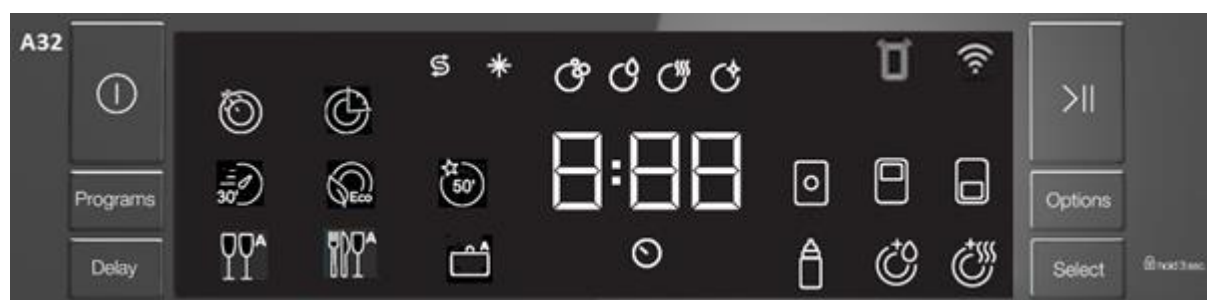 A32
30'
Eco
50'
A
A
A
8:88
Programs
Delay
Options
Select
hold 3 sec.